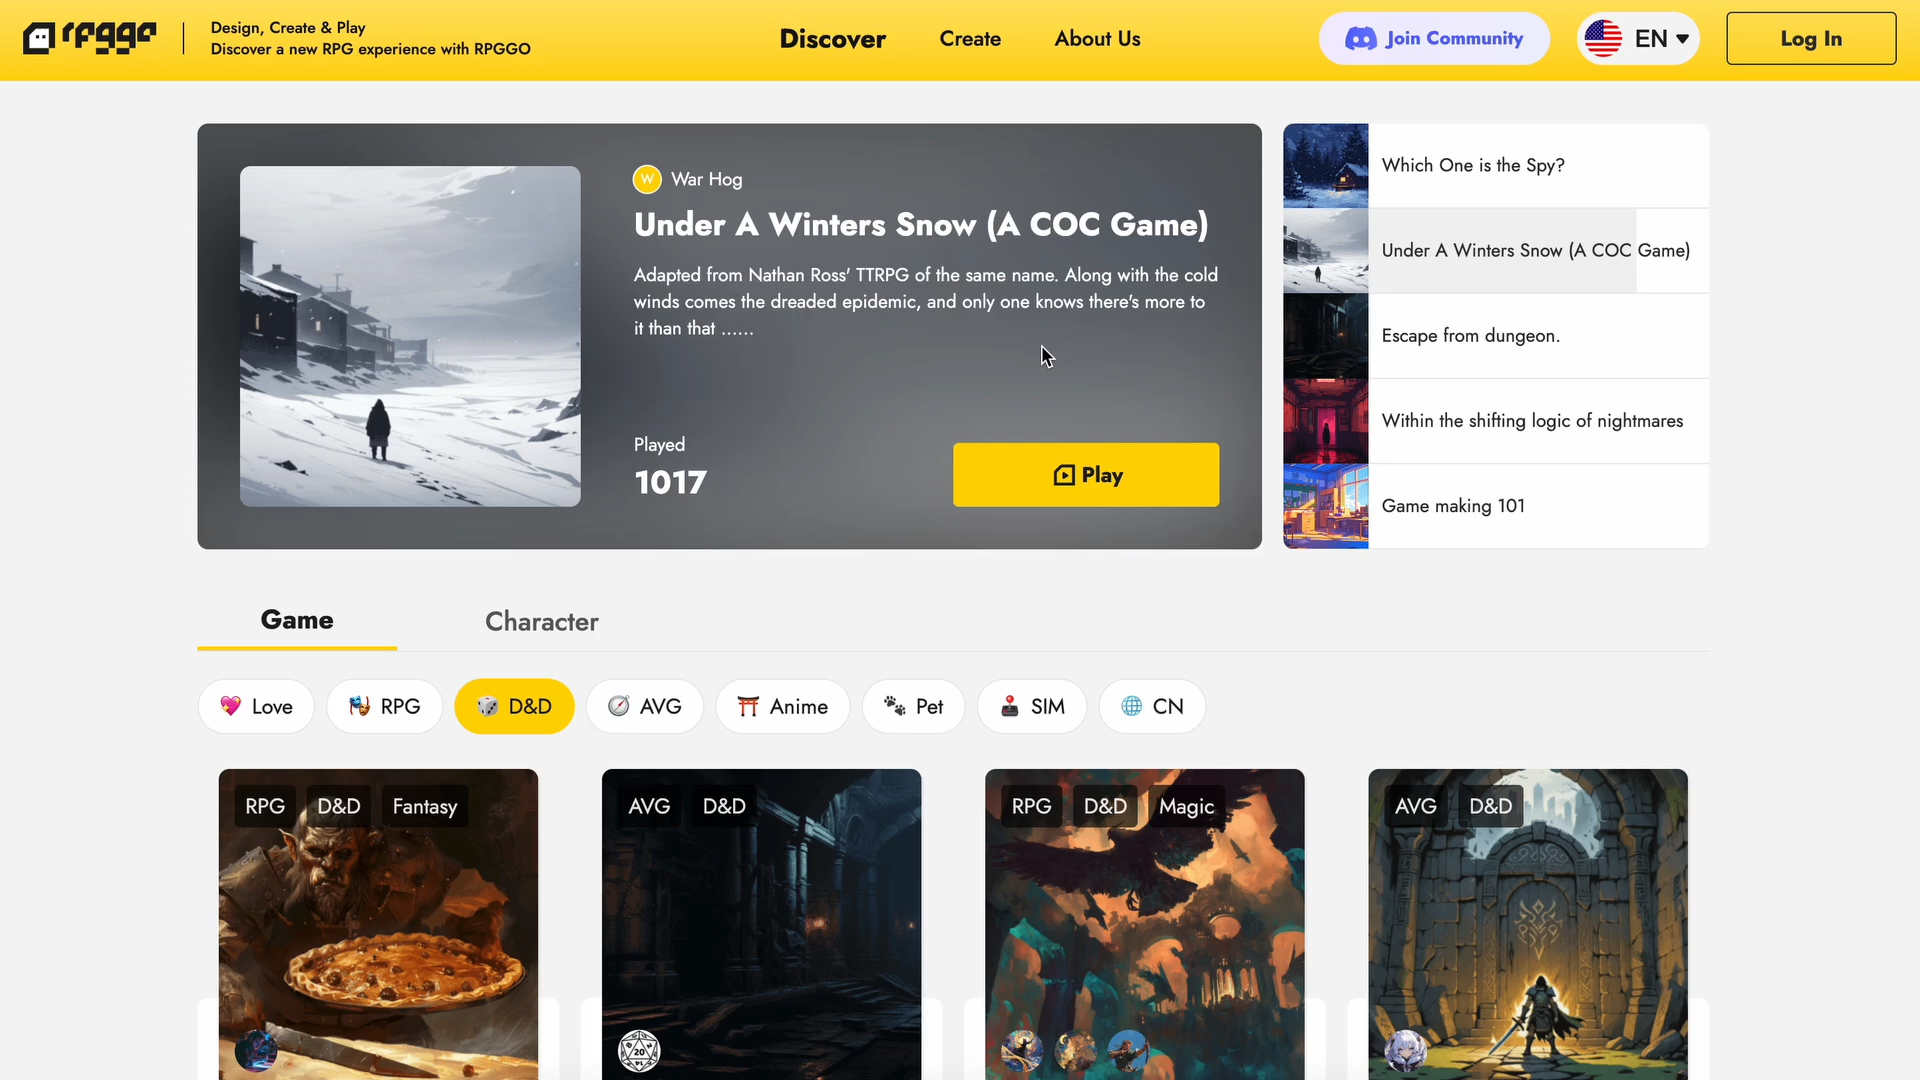 rpggo
Design, Create & Play
Discover a new RPG experience with RPGGO
Discover
Create
About Us
Join Community
EN
Log In
W
War Hog
Under A Winters Snow (A COC Game)
Adapted from Nathan Ross' TTRPG of the same name. Along with the cold
winds comes the dreaded epidemic, and only one knows there's more to
it than that ......
Played
1017
Play
Which One is the Spy?
Under A Winters Snow (A COC Game)
Escape from dungeon.
Within the shifting logic of nightmares
Game making 101
Game
Character
Love
RPG
D&D
AVG
Anime
Pet
SIM
CN
RPG
D&D
Fantasy
AVG
D&D
RPG
D&D
Magic
AVG
D&D
20